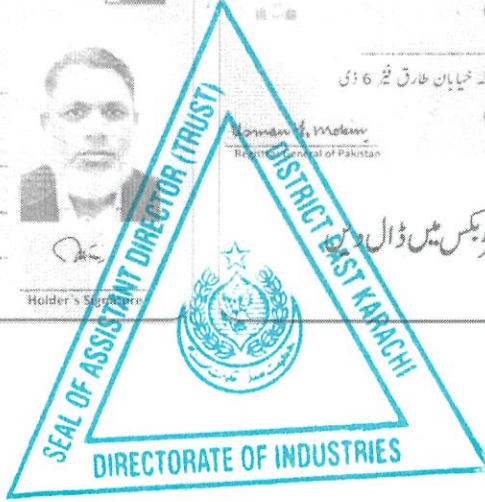 خیابان طارق فیز 6 ڈی
Usman Y. Mobin
Registrar General of Pakistan
بکس میں ڈال دیں
Holder's Signature
SEAL OF ASSISTANT DIRECTOR (TRUST)
DISTRICT EAST KARACHI
DIRECTORATE OF INDUSTRIES